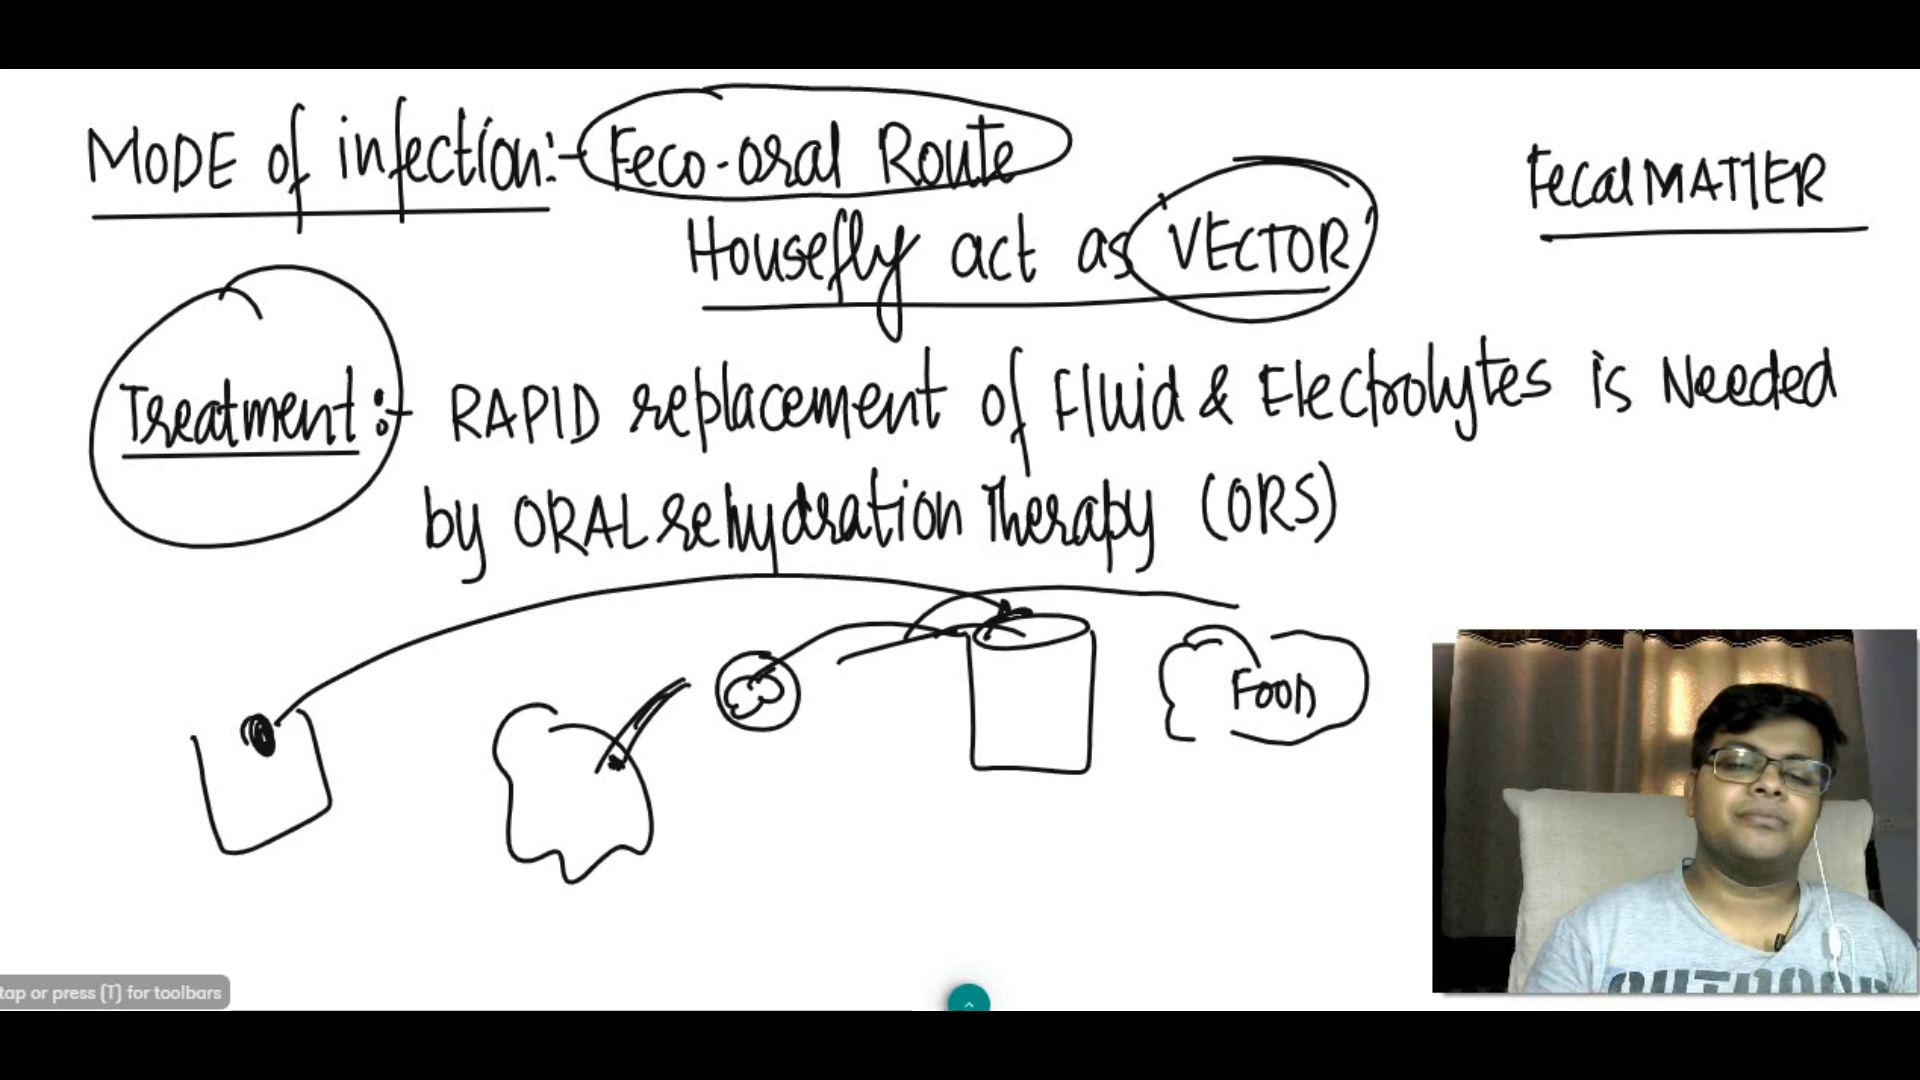 MODE of infection:- Feco-oral Route
Fecal MATTER
Housefly act as VECTOR
Treatment:- RAPID replacement of Fluid & Electrolytes is Needed
by ORAL rehydration Therapy (ORS)
Food
tap or press (T) for toolbars
OUTDOOR